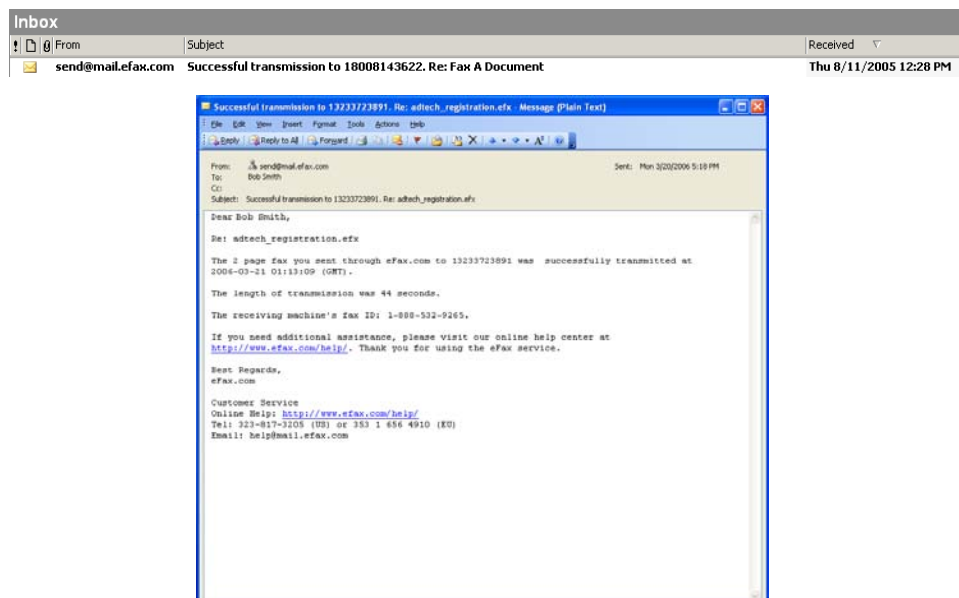 Inbox
! From Subject Received
send@mail.efax.com Successful transmission to 18008143622. Re: Fax A Document Thu 8/11/2005 12:28 PM
Successful transmission to 13233723891. Re: adtech_registration.efx - Message (Plain Text)
File Edit View Insert Format Tools Actions Help
Reply Reply to All Forward
From: send@mail.efax.com Sent: Mon 3/20/2006 5:18 PM
To: Bob Smith
Cc:
Subject: Successful transmission to 13233723891. Re: adtech_registration.efx
Dear Bob Smith,
Re: adtech_registration.efx
The 2 page fax you sent through eFax.com to 13233723891 was successfully transmitted at
2006-03-21 01:13:09 (GMT).
The length of transmission was 44 seconds.
The receiving machine's fax ID: 1-888-532-9265.
If you need additional assistance, please visit our online help center at
http://www.efax.com/help/. Thank you for using the eFax service.
Best Regards,
eFax.com
Customer Service
Online Help: http://www.efax.com/help/
Tel: 323-817-3205 (US) or 353 1 656 4910 (EU)
Email: help@mail.efax.com